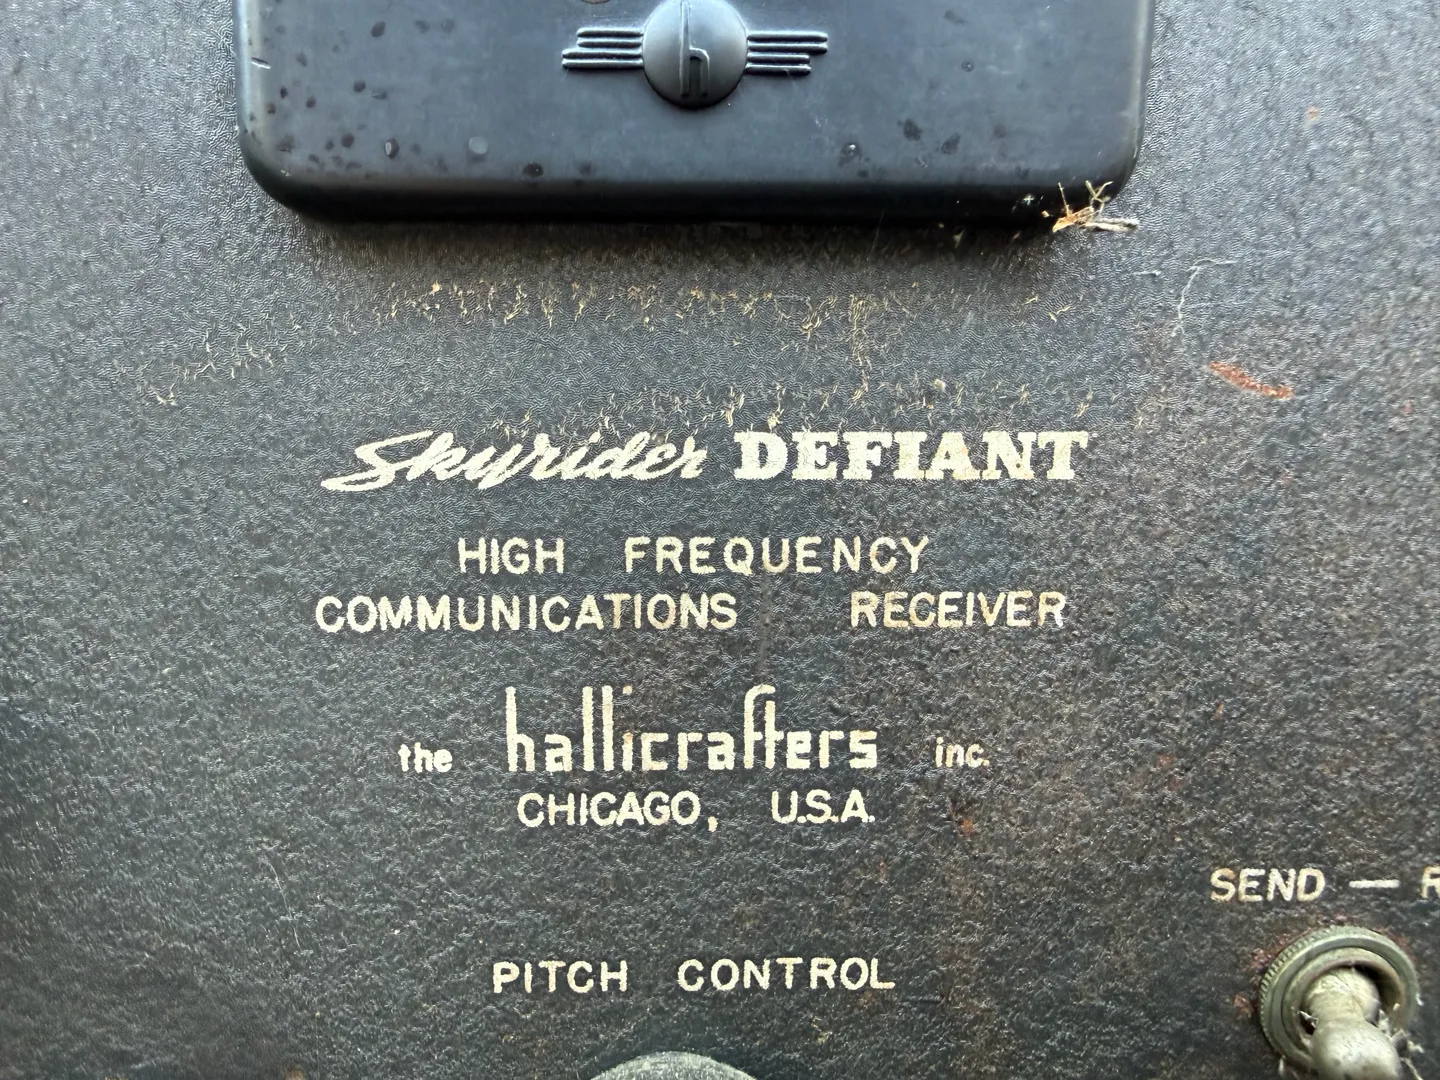 h
Skyrider DEFIANT
HIGH FREQUENCY
COMMUNICATIONS RECEIVER
the hallicrafters inc.
CHICAGO, U.S.A.
SEND — R
PITCH CONTROL